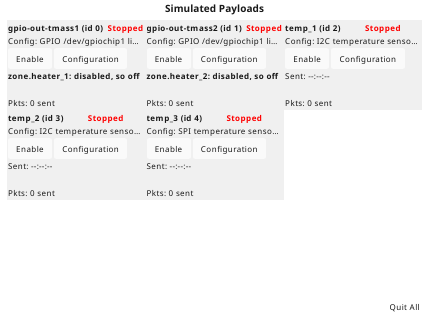 Simulated Payloads
gpio-out-tmass1 (id 0) Stopped
Config: GPIO /dev/gpiochip1 li...
Enable Configuration
zone.heater_1: disabled, so off
Pkts: 0 sent
gpio-out-tmass2 (id 1) Stopped
Config: GPIO /dev/gpiochip1 li...
Enable Configuration
zone.heater_2: disabled, so off
Pkts: 0 sent
temp_1 (id 2) Stopped
Config: I2C temperature senso...
Enable Configuration
Sent: --:--:--
Pkts: 0 sent
temp_2 (id 3) Stopped
Config: I2C temperature senso...
Enable Configuration
Sent: --:--:--
Pkts: 0 sent
temp_3 (id 4) Stopped
Config: SPI temperature senso...
Enable Configuration
Sent: --:--:--
Pkts: 0 sent
Quit All